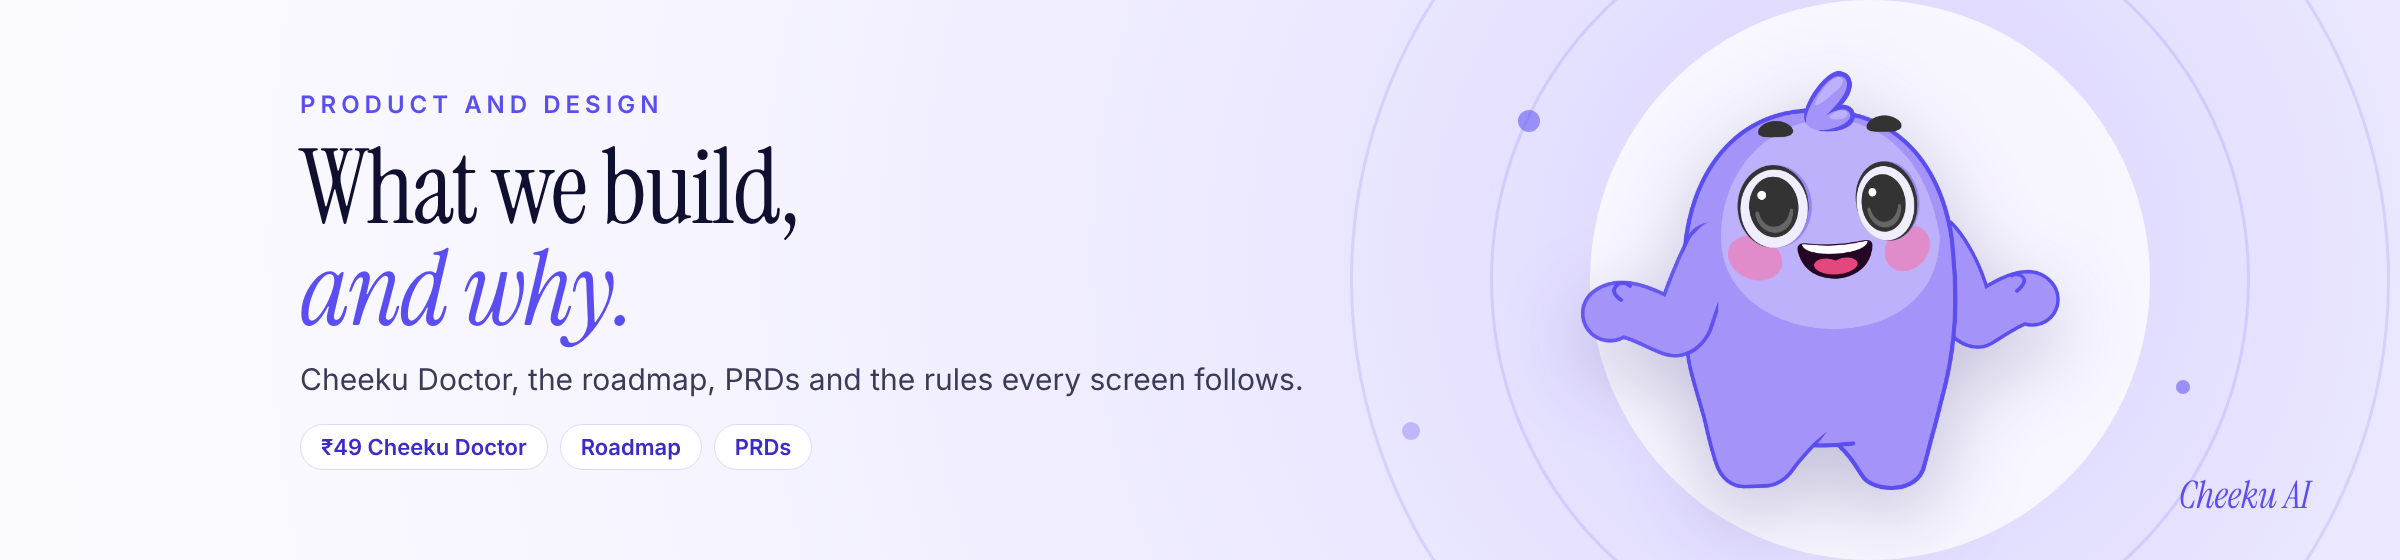 PRODUCT AND DESIGN
What we build,
and why.
Cheeku Doctor, the roadmap, PRDs and the rules every screen follows.
₹49 Cheeku Doctor
Roadmap
PRDs
Cheeku AI